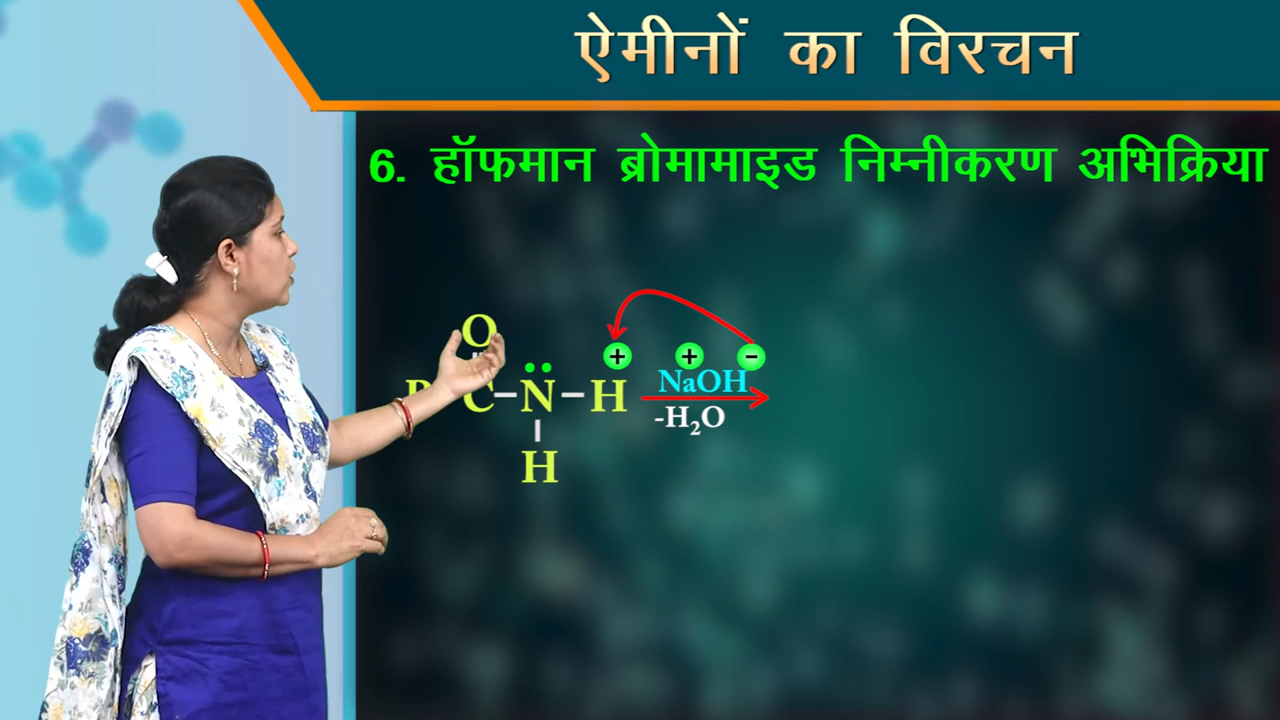 ऐमीनों का विरचन
6. हॉफमान ब्रोमामाइड निम्नीकरण अभिक्रिया
O
C–N̈–H
H
+ + −
NaOH
-H₂O